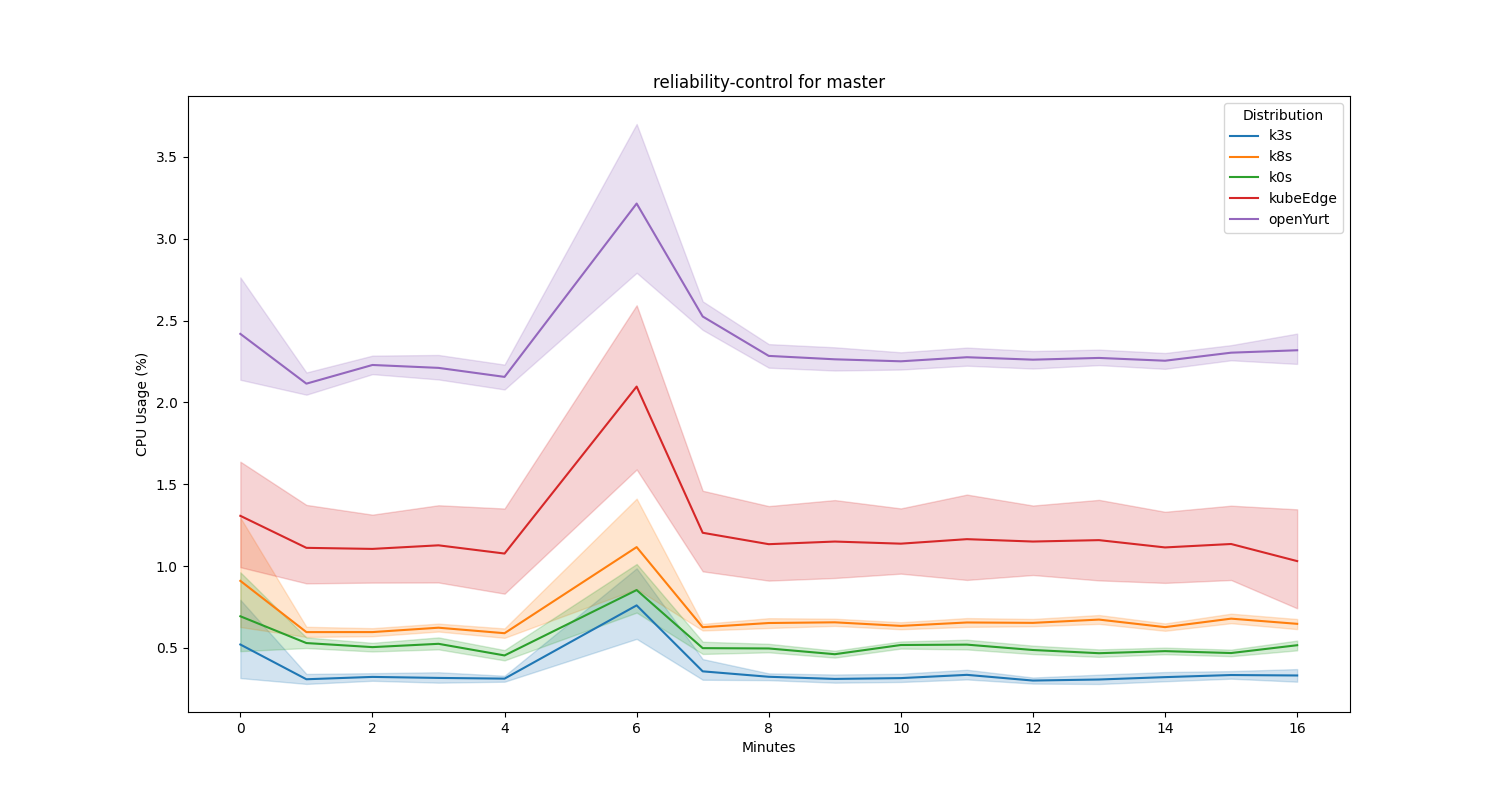 reliability-control for master
Distribution
k3s
k8s
k0s
kubeEdge
openYurt
CPU Usage (%)
3.5
3.0
2.5
2.0
1.5
1.0
0.5
0 2 4 6 8 10 12 14 16
Minutes